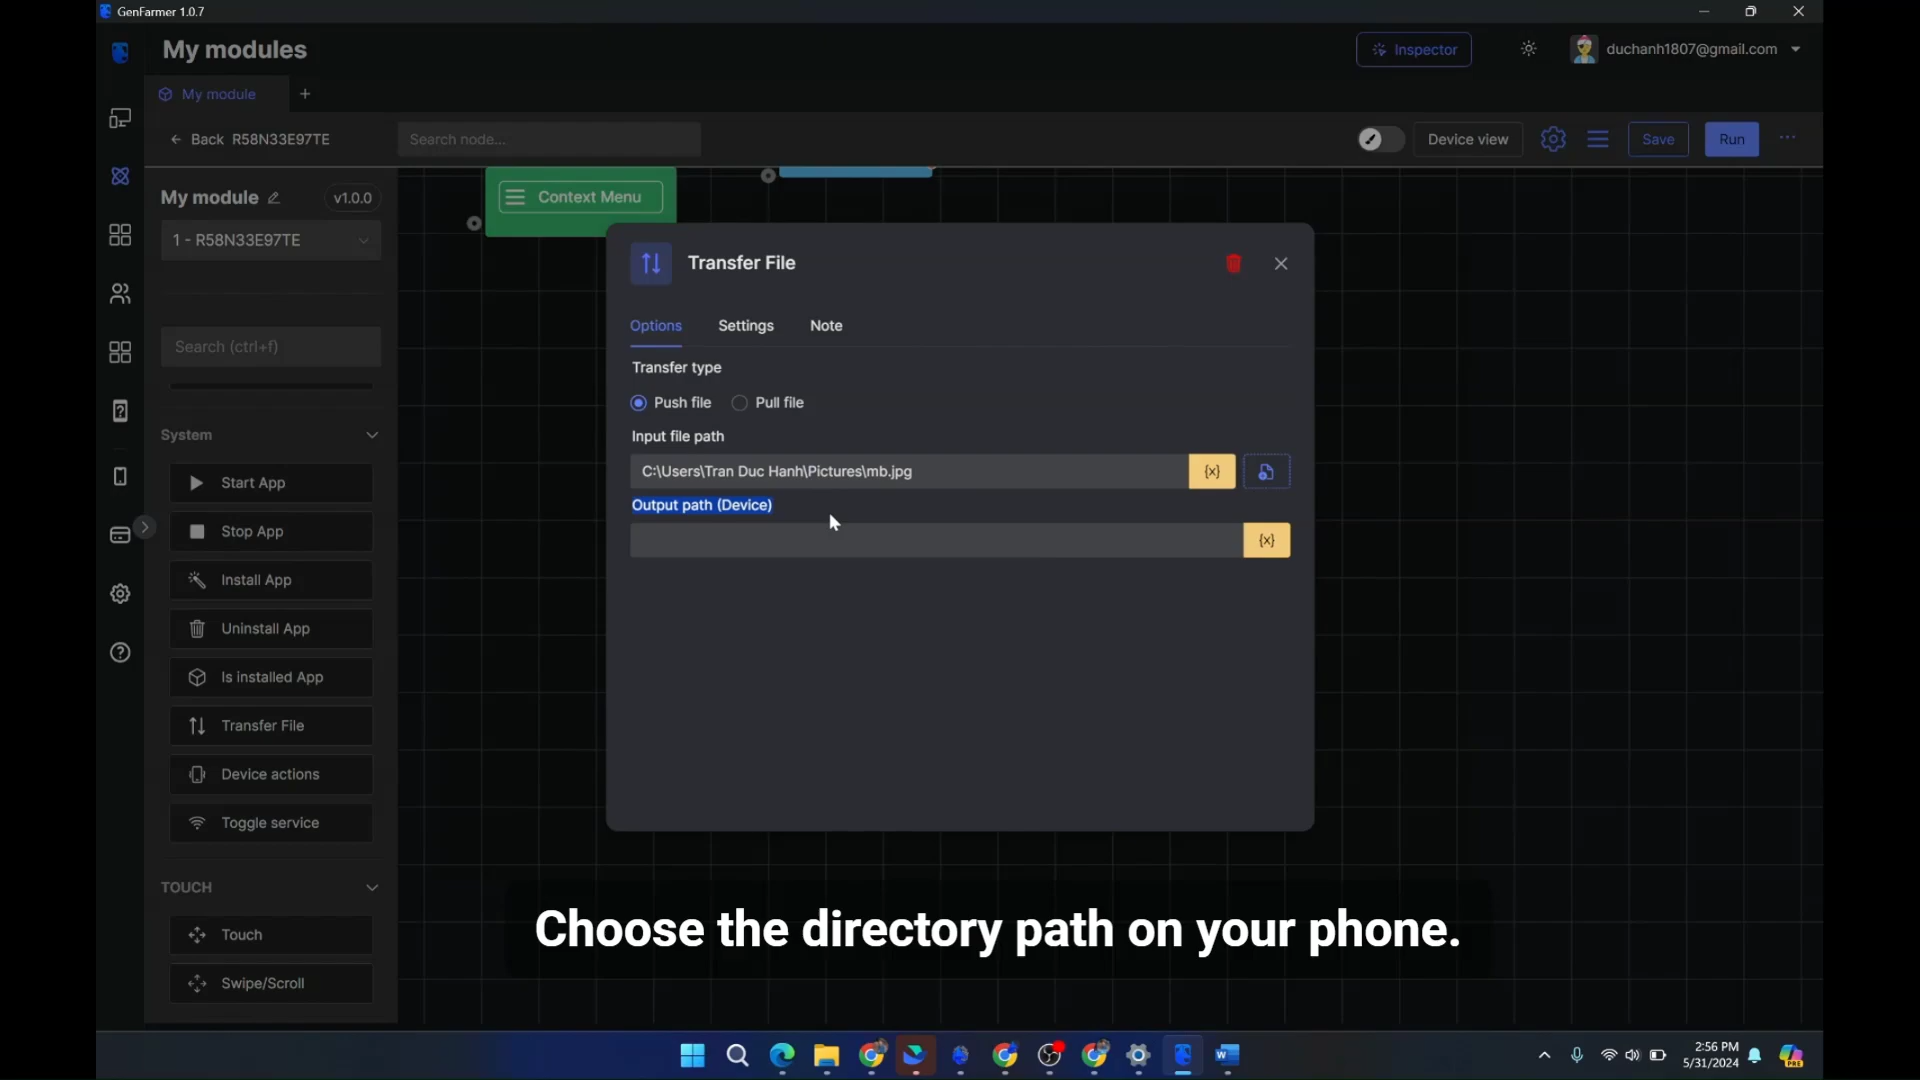 GenFarmer 1.0.7
My modules
Inspector
duchanh1807@gmail.com
My module
+
Back R58N33E97TE
Search node...
Device view
Save
Run
My module
v1.0.0
Context Menu
1 - R58N33E97TE
Transfer File
Options
Settings
Note
Search (ctrl+f)
Transfer type
Push file
Pull file
System
Input file path
C:\Users\Tran Duc Hanh\Pictures\mb.jpg
{x}
Start App
Output path (Device)
Stop App
{x}
Install App
Uninstall App
Is installed App
Transfer File
Device actions
Toggle service
TOUCH
Touch
Swipe/Scroll
Choose the directory path on your phone.
2:56 PM
5/31/2024
PRE